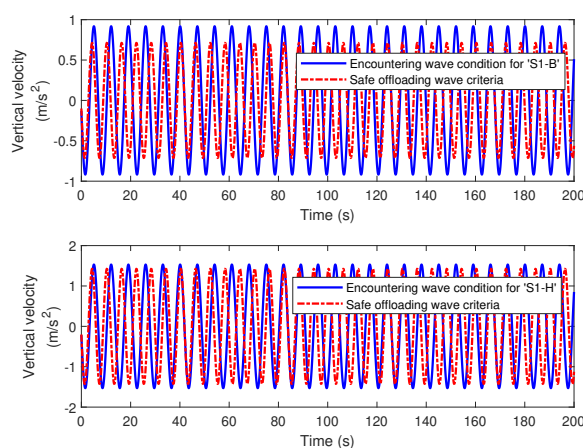 1
0.5
0
-0.5
-1
Vertical velocity
(m/s²)
Encountering wave condition for 'S1-B'
Safe offloading wave criteria
0 20 40 60 80 100 120 140 160 180 200
Time (s)
2
1
0
-1
-2
Vertical velocity
(m/s²)
Encountering wave condition for 'S1-H'
Safe offloading wave criteria
0 20 40 60 80 100 120 140 160 180 200
Time (s)